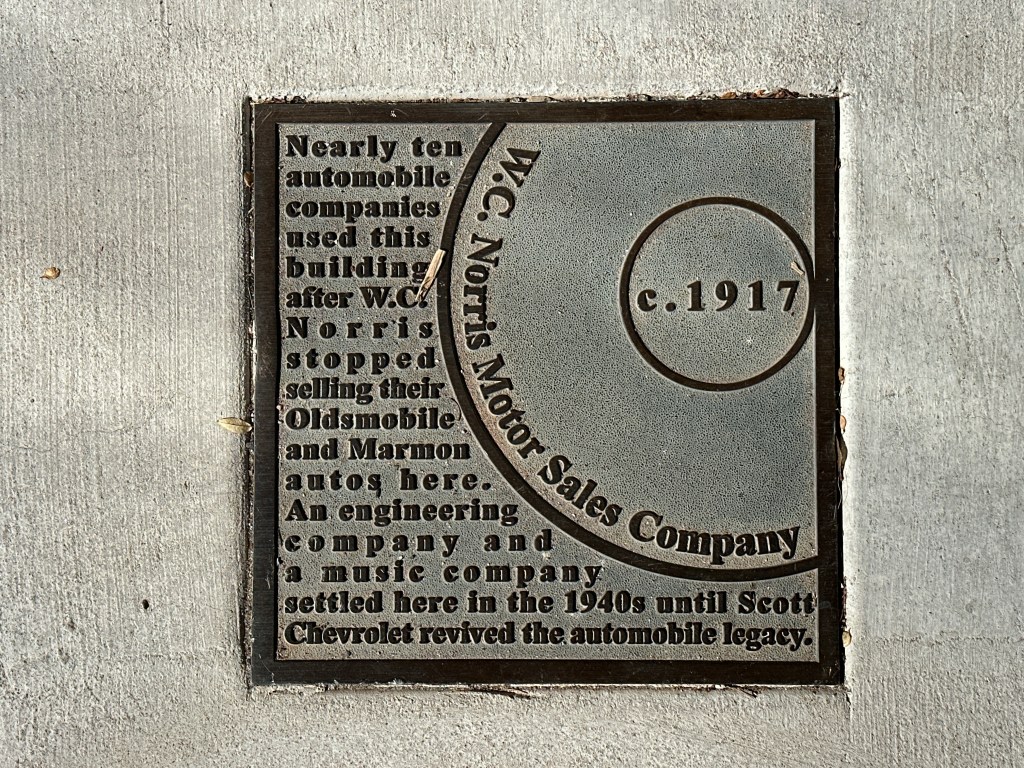 Nearly ten
automobile
companies
used this
building
after W.C.
Norris
stopped
selling their
Oldsmobile
and Marmon
autos here.
An engineering
company and
a music company
settled here in the 1940s until Scott
Chevrolet revived the automobile legacy.
W.C. Norris Motor Sales Company
c.1917